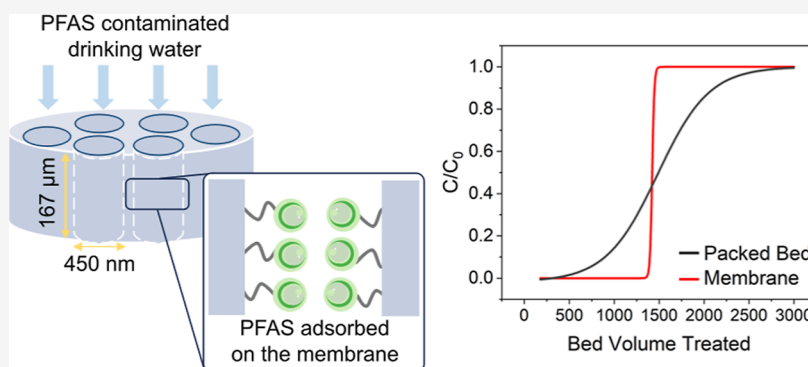 PFAS contaminated
drinking water
167 µm
450 nm
PFAS adsorbed
on the membrane
C/C0
1.0
0.8
0.6
0.4
0.2
0.0
Packed Bed
Membrane
0 500 1000 1500 2000 2500 3000
Bed Volume Treated